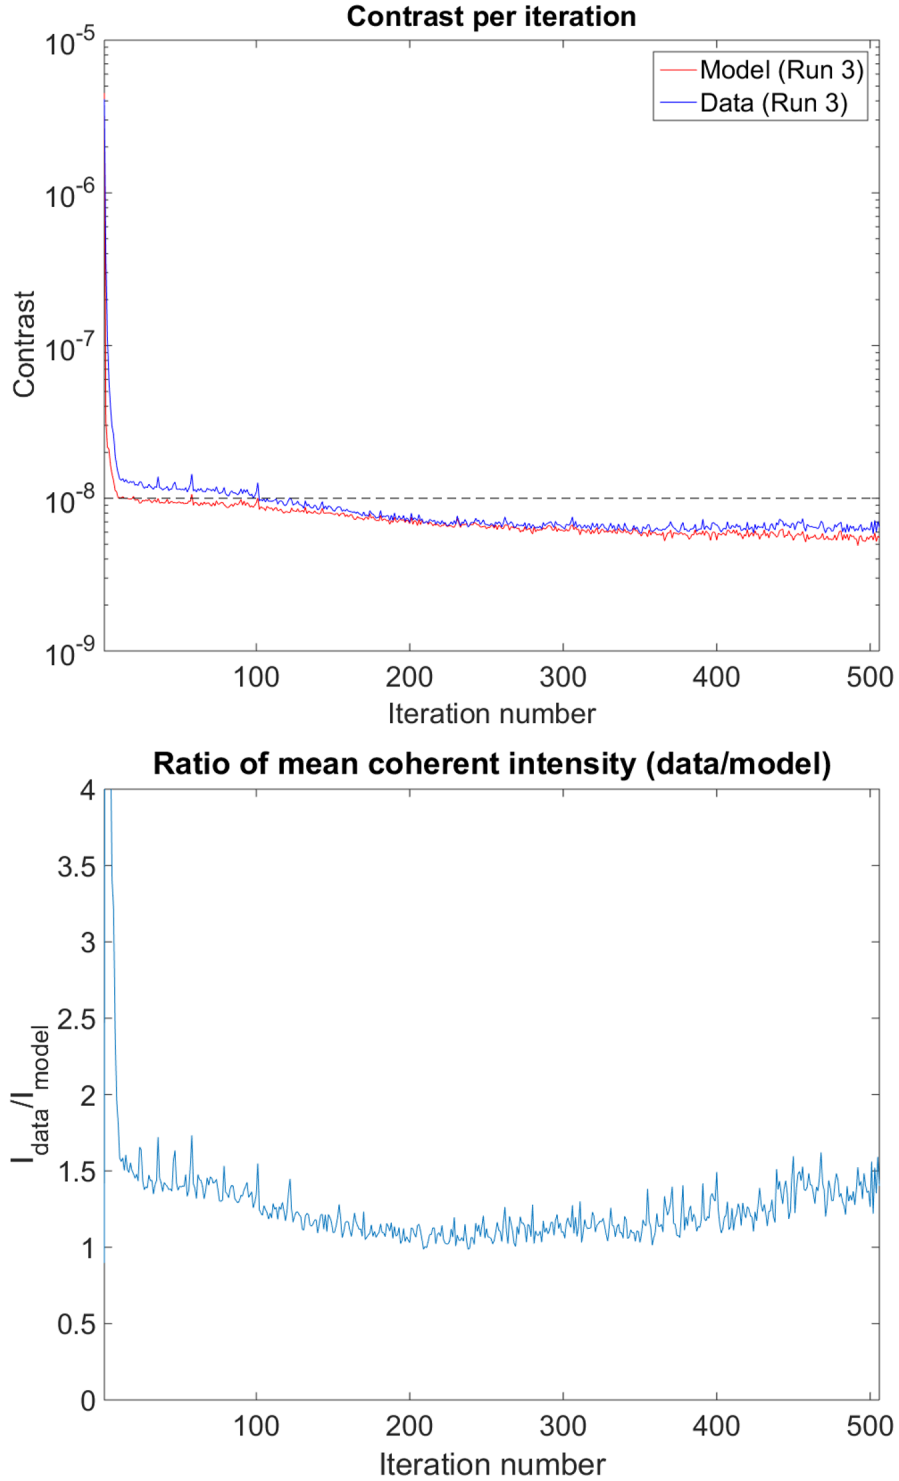 Contrast per iteration
10-5
Model (Run 3)
Data (Run 3)
10-6
10-7
10-8
10-9
Contrast
100 200 300 400 500
Iteration number
Ratio of mean coherent intensity (data/model)
4
3.5
3
2.5
2
1.5
1
0.5
0
Idata/Imodel
100 200 300 400 500
Iteration number